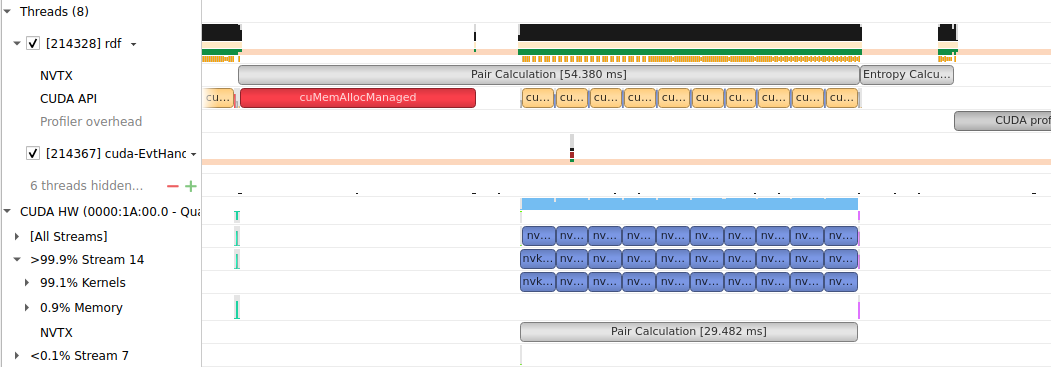 Threads (8)
[214328] rdf
NVTX
Pair Calculation [54.380 ms]
Entropy Calcu...
CUDA API
cu...
cuMemAllocManaged
cu... cu... cu... cu... cu... cu... cu... cu... cu... cu...
Profiler overhead
CUDA prof
[214367] cuda-EvtHanc
6 threads hidden...
CUDA HW (0000:1A:00.0 - Qua
[All Streams]
nv... nv... nv... nv... nv... nv... nv... nv... nv... nv...
>99.9% Stream 14
nvk... nv... nv... nv... nv... nv... nv... nv... nv... nv...
99.1% Kernels
nvk... nv... nv... nv... nv... nv... nv... nv... nv... nv...
0.9% Memory
NVTX
Pair Calculation [29.482 ms]
<0.1% Stream 7